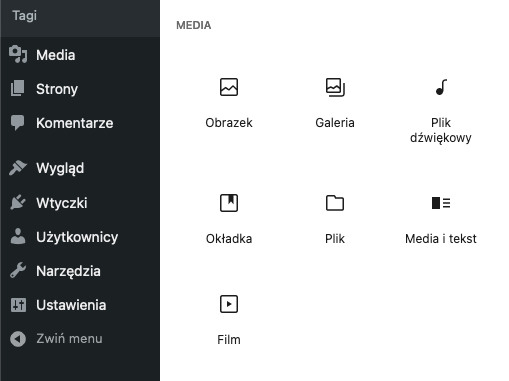 Tagi
Media
Strony
Komentarze
Wygląd
Wtyczki
Użytkownicy
Narzędzia
Ustawienia
Zwiń menu
MEDIA
Obrazek
Galeria
Plik
dźwiękowy
Okładka
Plik
Media i tekst
Film